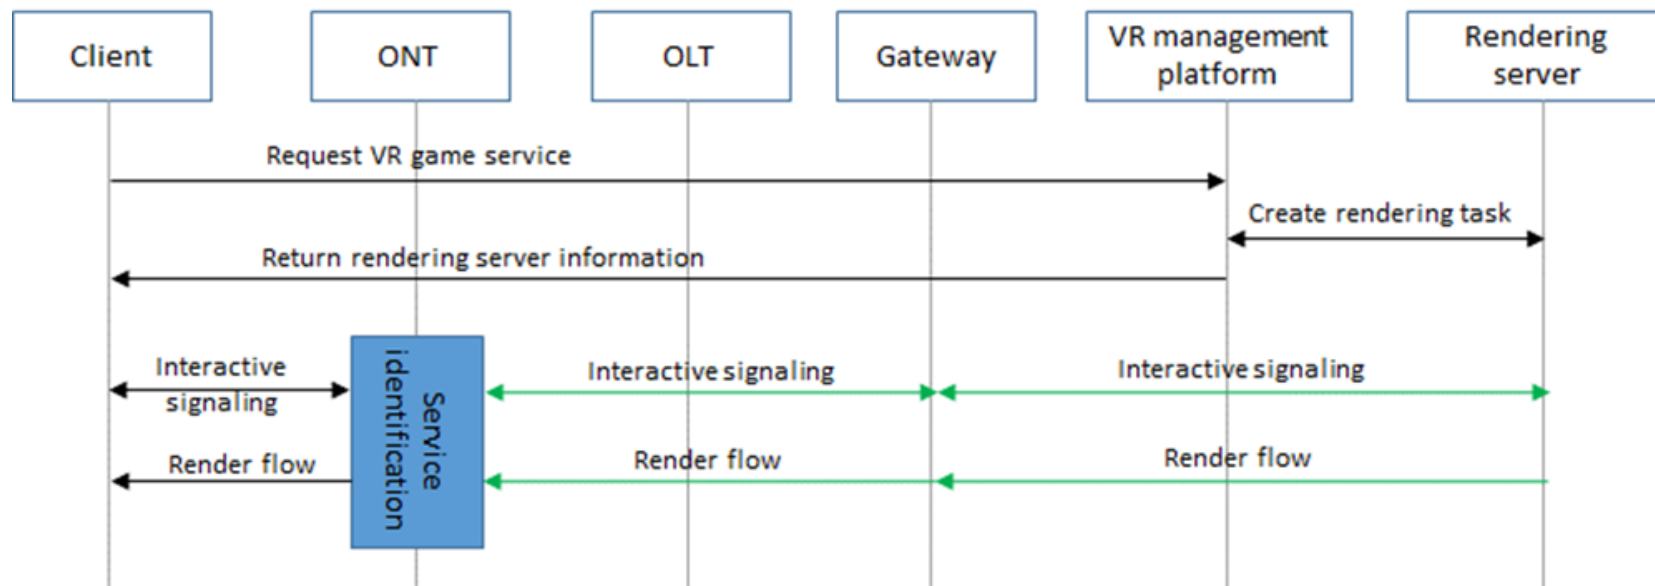 Client
ONT
OLT
Gateway
VR management
platform
Rendering
server
Request VR game service
Create rendering task
Return rendering server information
Interactive
signaling
Service
identification
Interactive signaling
Interactive signaling
Render flow
Render flow
Render flow